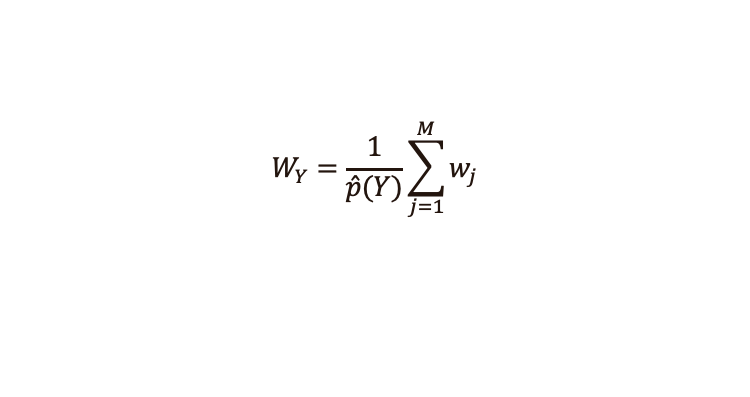 W_Y = \frac{1}{\hat{p}(Y)} \sum_{j=1}^{M} w_j